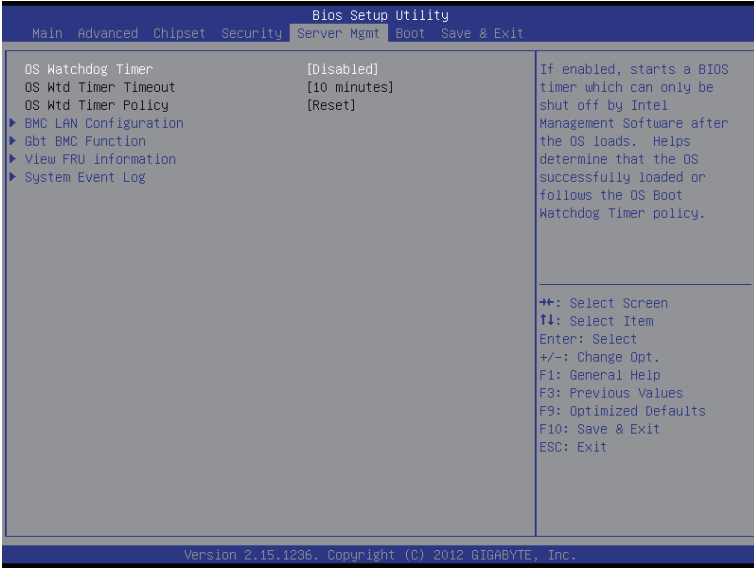 Bios Setup Utility
Main Advanced Chipset Security Server Mgmt Boot Save & Exit
OS Watchdog Timer [Disabled]
OS Wtd Timer Timeout [10 minutes]
OS Wtd Timer Policy [Reset]
BMC LAN Configuration
Gbt BMC Function
View FRU information
System Event Log
If enabled, starts a BIOS
timer which can only be
shut off by Intel
Management Software after
the OS loads. Helps
determine that the OS
successfully loaded or
follows the OS Boot
Watchdog Timer policy.
→←: Select Screen
↑↓: Select Item
Enter: Select
+/-: Change Opt.
F1: General Help
F3: Previous Values
F9: Optimized Defaults
F10: Save & Exit
ESC: Exit
Version 2.15.1236. Copyright (C) 2012 GIGABYTE, Inc.